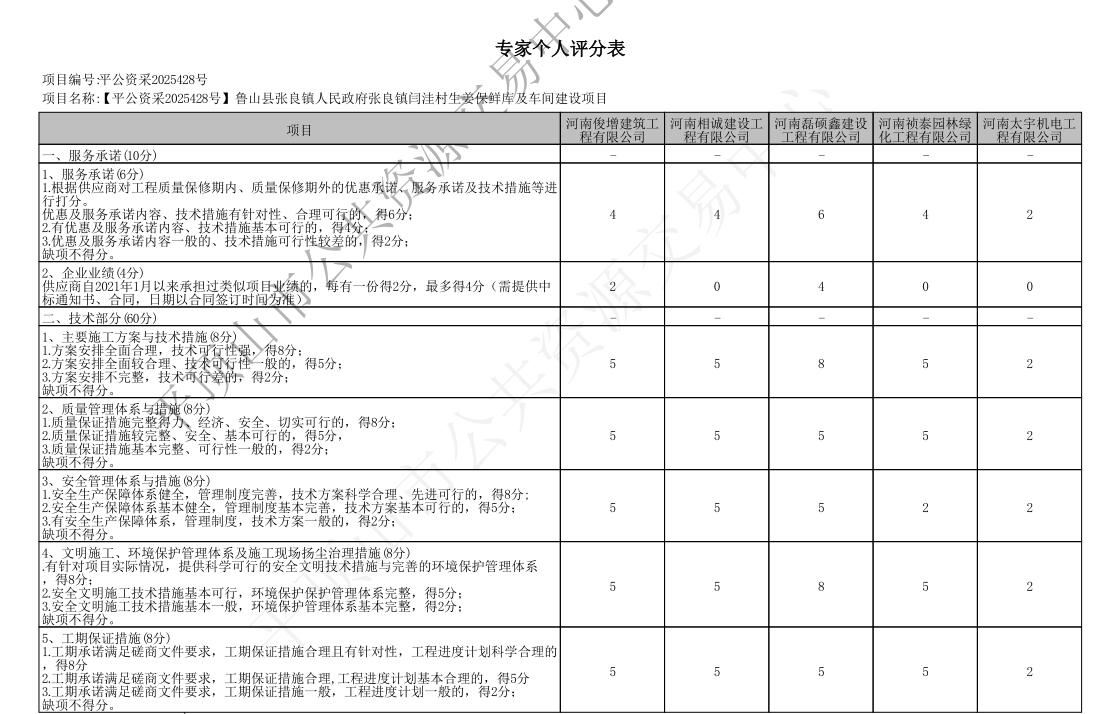 专家个人评分表
项目编号:平公资采2025428号
项目名称:【平公资采2025428号】鲁山县张良镇人民政府张良镇闫洼村生姜保鲜库及车间建设项目
项目
河南俊增建筑工程有限公司
河南相诚建设工程有限公司
河南磊硕鑫建设工程有限公司
河南祯泰园林绿化工程有限公司
河南太宇机电工程有限公司
一、服务承诺(10分) – – – – –
1、服务承诺(6分)
1.根据供应商对工程质量保修期内、质量保修期外的优惠承诺、服务承诺及技术措施等进
行打分。
优惠及服务承诺内容、技术措施有针对性、合理可行的，得6分；
2.有优惠及服务承诺内容、技术措施基本可行的，得4分；
3.优惠及服务承诺内容一般的、技术措施可行性较差的，得2分；
缺项不得分。
4 4 6 4 2
2、企业业绩(4分)
供应商自2021年1月以来承担过类似项目业绩的，每有一份得2分，最多得4分（需提供中
标通知书、合同，日期以合同签订时间为准）
2 0 4 0 0
二、技术部分(60分) – – – – –
1、主要施工方案与技术措施(8分)
1.方案安排全面合理，技术可行性强，得8分；
2.方案安排全面较合理、技术可行性一般的，得5分；
3.方案安排不完整，技术可行差的，得2分；
缺项不得分。
5 5 8 5 2
2、质量管理体系与措施(8分)
1.质量保证措施完整得力、经济、安全、切实可行的，得8分；
2.质量保证措施较完整、安全、基本可行的，得5分，
3.质量保证措施基本完整、可行性一般的，得2分；
缺项不得分。
5 5 5 5 2
3、安全管理体系与措施(8分)
1.安全生产保障体系健全，管理制度完善，技术方案科学合理、先进可行的，得8分；
2.安全生产保障体系基本健全，管理制度基本完善，技术方案基本可行的，得5分；
3.有安全生产保障体系，管理制度，技术方案一般的，得2分；
缺项不得分。
5 5 5 2 2
4、文明施工、环境保护管理体系及施工现场扬尘治理措施(8分)
.有针对项目实际情况，提供科学可行的安全文明技术措施与完善的环境保护管理体系
，得8分；
2.安全文明施工技术措施基本可行，环境保护保护管理体系完整，得5分；
3.安全文明施工技术措施基本一般，环境保护管理体系基本完整，得2分；
缺项不得分。
5 5 8 5 2
5、工期保证措施(8分)
1.工期承诺满足磋商文件要求，工期保证措施合理且有针对性，工程进度计划科学合理的
，得8分
2.工期承诺满足磋商文件要求，工期保证措施合理,工程进度计划基本合理的，得5分
3.工期承诺满足磋商文件要求，工期保证措施一般，工程进度计划一般的，得2分；
缺项不得分。
5 5 5 5 2
平顶山市公共资源交易中心
平顶山市公共资源交易中心